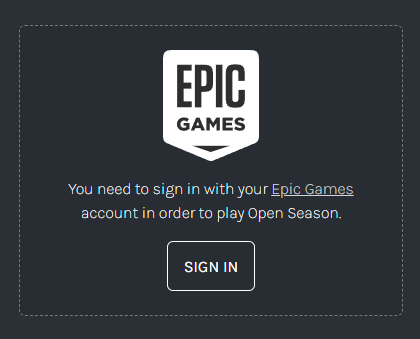 EPIC
GAMES
You need to sign in with your Epic Games
account in order to play Open Season.
SIGN IN